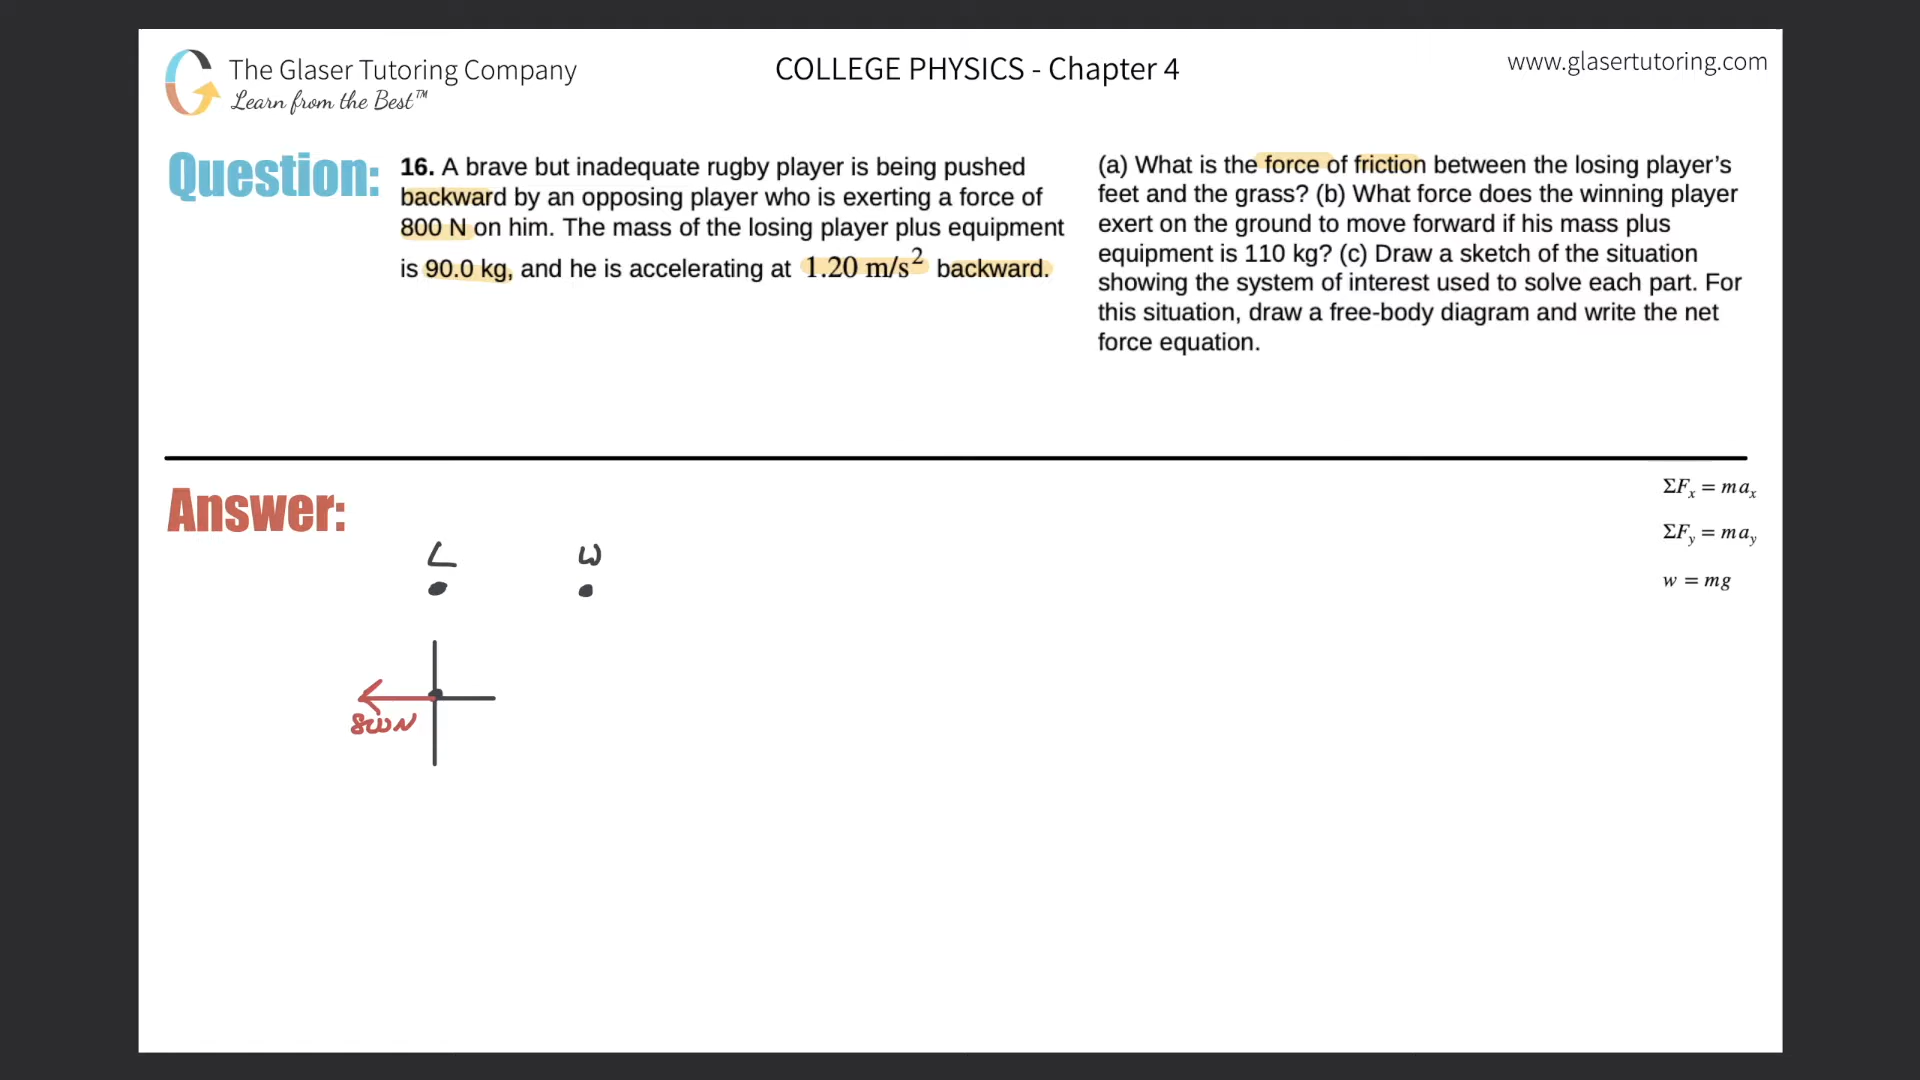 The Glaser Tutoring Company
Learn from the Best™
COLLEGE PHYSICS - Chapter 4
www.glasertutoring.com
Question:
16. A brave but inadequate rugby player is being pushed
backward by an opposing player who is exerting a force of
800 N on him. The mass of the losing player plus equipment
is 90.0 kg, and he is accelerating at 1.20 m/s² backward.
(a) What is the force of friction between the losing player’s
feet and the grass? (b) What force does the winning player
exert on the ground to move forward if his mass plus
equipment is 110 kg? (c) Draw a sketch of the situation
showing the system of interest used to solve each part. For
this situation, draw a free-body diagram and write the net
force equation.
Answer:
ΣFₓ = maₓ
ΣFᵧ = maᵧ
w = mg
L W
800N